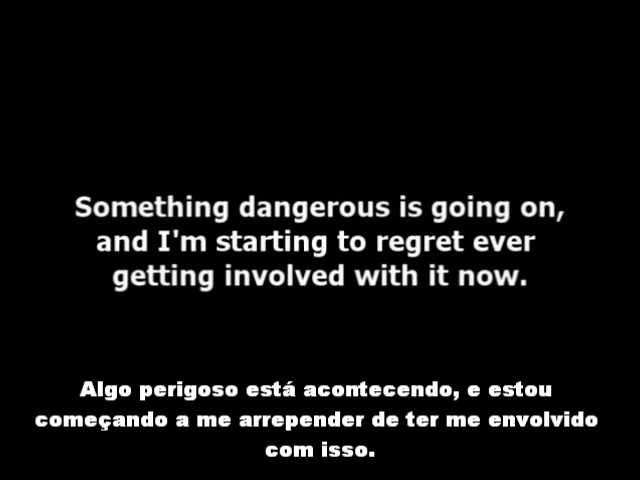 Something dangerous is going on,
and I'm starting to regret ever
getting involved with it now.
Algo perigoso está acontecendo, e estou
começando a me arrepender de ter me envolvido
com isso.